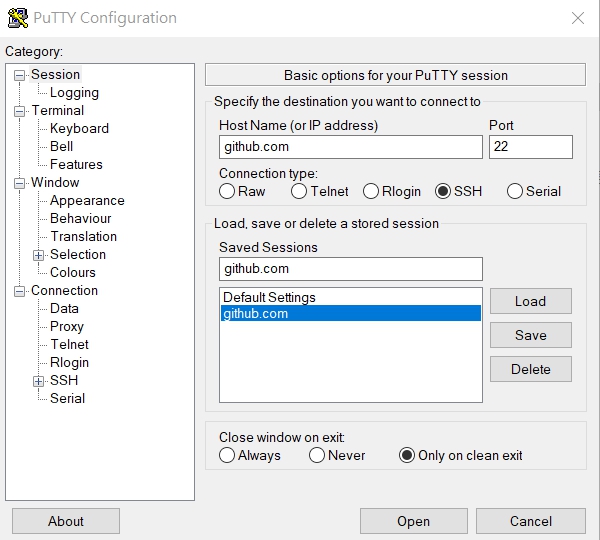 PuTTY Configuration
Category:
Session
Logging
Terminal
Keyboard
Bell
Features
Window
Appearance
Behaviour
Translation
Selection
Colours
Connection
Data
Proxy
Telnet
Rlogin
SSH
Serial
Basic options for your PuTTY session
Specify the destination you want to connect to
Host Name (or IP address) Port
github.com 22
Connection type:
Raw Telnet Rlogin SSH Serial
Load, save or delete a stored session
Saved Sessions
github.com
Default Settings
github.com
Load
Save
Delete
Close window on exit:
Always Never Only on clean exit
About Open Cancel